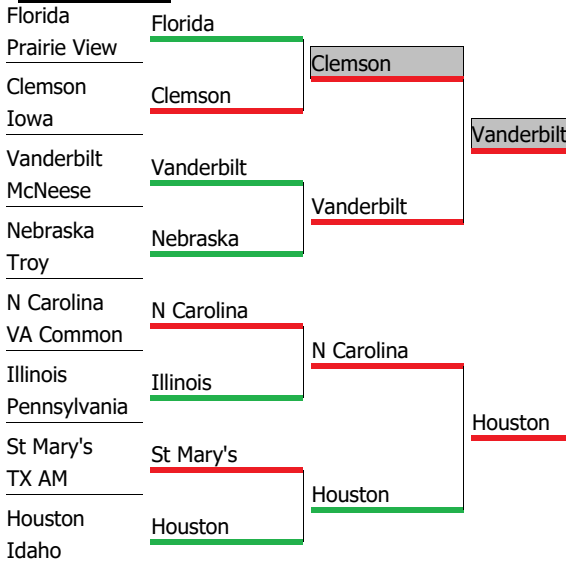 Florida
Prairie View
Clemson
Iowa
Vanderbilt
McNeese
Nebraska
Troy
N Carolina
VA Common
Illinois
Pennsylvania
St Mary's
TX AM
Houston
Idaho
Florida
Clemson
Vanderbilt
Nebraska
N Carolina
Illinois
St Mary's
Houston
Clemson
Vanderbilt
N Carolina
Houston
Vanderbilt
Houston